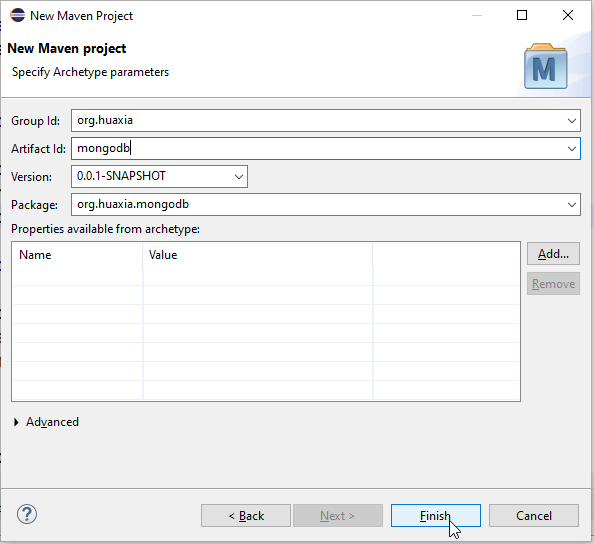 New Maven Project
New Maven project
Specify Archetype parameters
M
Group Id: org.huaxia
Artifact Id: mongodb
Version: 0.0.1-SNAPSHOT
Package: org.huaxia.mongodb
Properties available from archetype:
Name Value
Add...
Remove
Advanced
? < Back Next > Finish Cancel